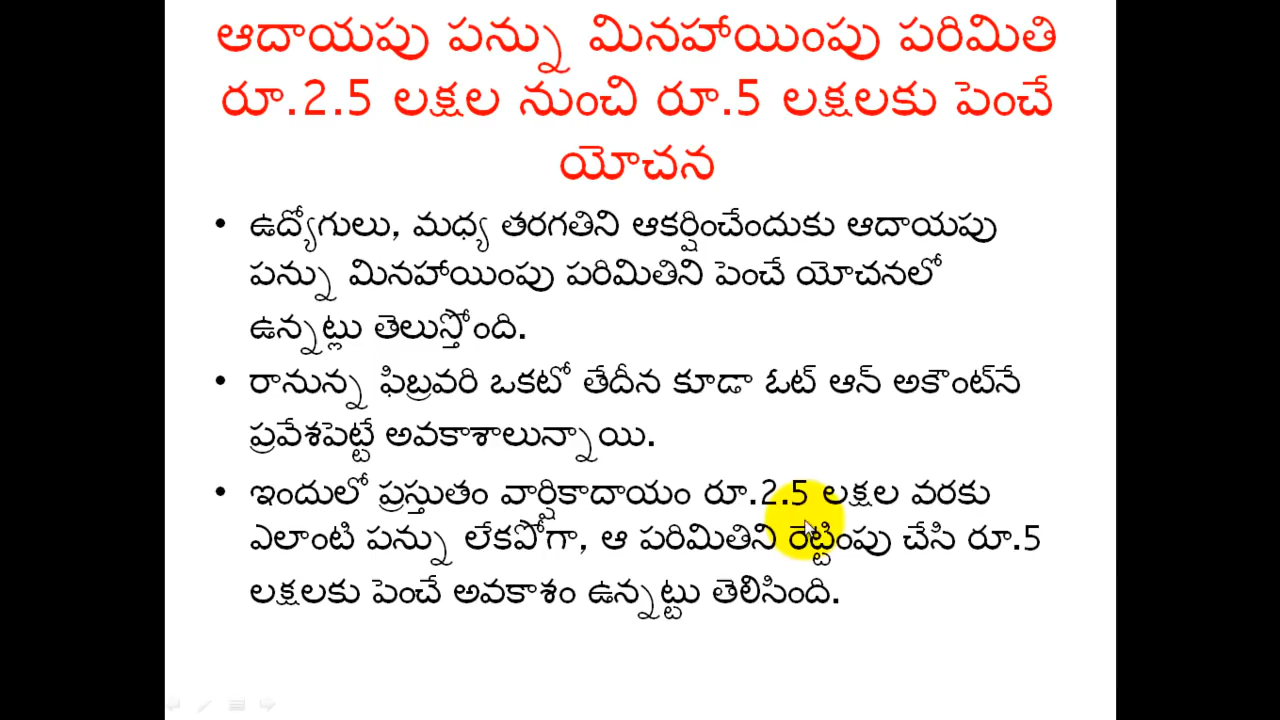 ఆదాయపు పన్ను మినహాయింపు పరిమితి
రూ.2.5 లక్షల నుంచి రూ.5 లక్షలకు పెంచే
యోచన
• ఉద్యోగులు, మధ్య తరగతిని ఆకర్షించేందుకు ఆదాయపు
పన్ను మినహాయింపు పరిమితిని పెంచే యోచనలో
ఉన్నట్లు తెలుస్తోంది.
• రానున్న ఫిబ్రవరి ఒకటో తేదీన కూడా ఓట్ ఆన్ అకౌంట్‌నే
ప్రవేశపెట్టే అవకాశాలున్నాయి.
• ఇందులో ప్రస్తుతం వార్షికాదాయం రూ.2.5 లక్షల వరకు
ఎలాంటి పన్ను లేకపోగా, ఆ పరిమితిని రెట్టింపు చేసి రూ.5
లక్షలకు పెంచే అవకాశం ఉన్నట్టు తెలిసింది.